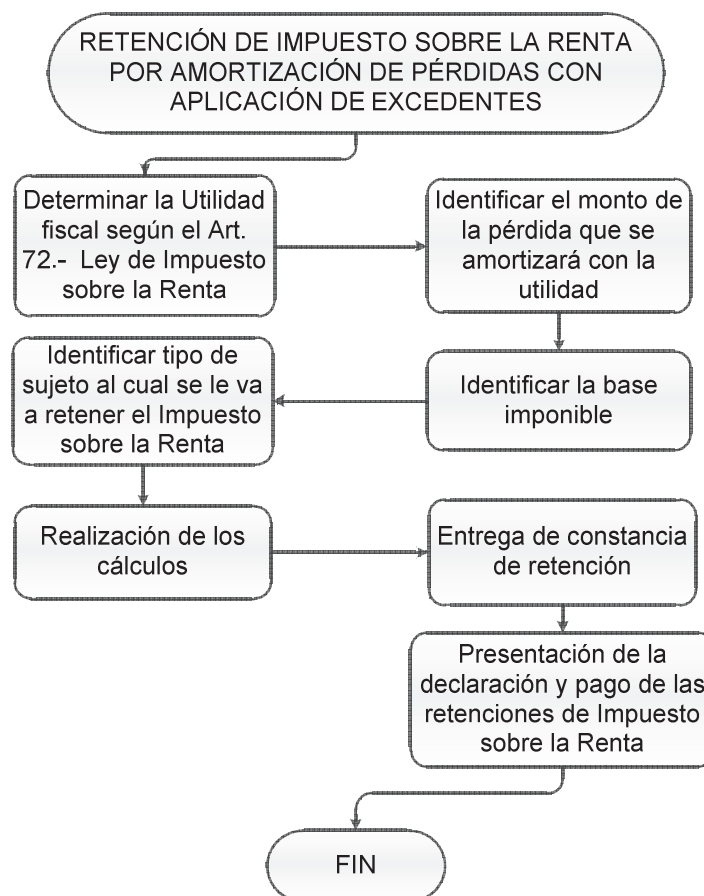 RETENCIÓN DE IMPUESTO SOBRE LA RENTA
POR AMORTIZACIÓN DE PÉRDIDAS CON
APLICACIÓN DE EXCEDENTES
Determinar la Utilidad
fiscal según el Art.
72.- Ley de Impuesto
sobre la Renta
Identificar el monto de
la pérdida que se
amortizará con la
utilidad
Identificar la base
imponible
Identificar tipo de
sujeto al cual se le va
a retener el Impuesto
sobre la Renta
Realización de los
cálculos
Entrega de constancia
de retención
Presentación de la
declaración y pago de las
retenciones de Impuesto
sobre la Renta
FIN